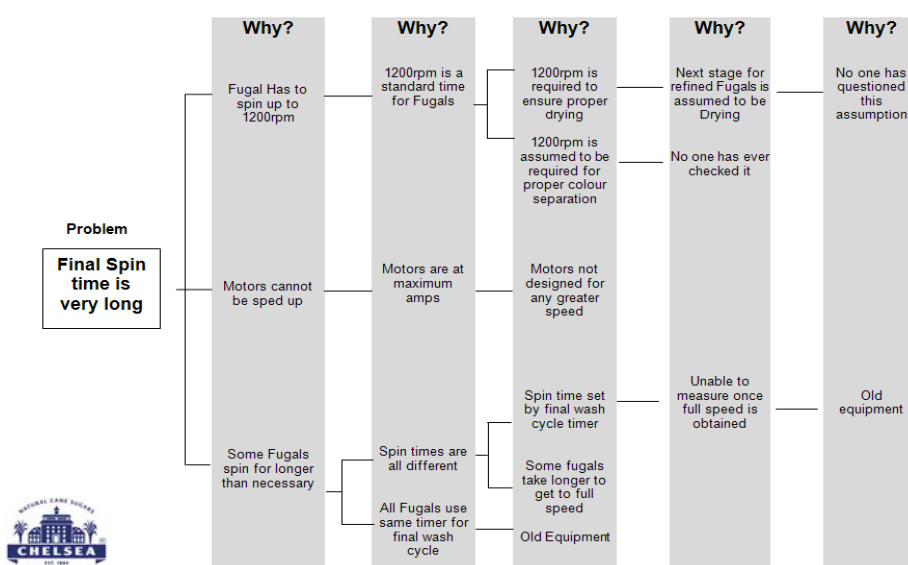 Why?
Why?
Why?
Why?
Why?
Fugal Has to
spin up to
1200rpm
1200rpm is a
standard time
for Fugals
1200rpm is
required to
ensure proper
drying
Next stage for
refined Fugals is
assumed to be
Drying
No one has
questioned
this
assumption
1200rpm is
assumed to be
required for
proper colour
separation
No one has ever
checked it
Problem
Final Spin
time is
very long
Motors cannot
be sped up
Motors are at
maximum
amps
Motors not
designed for
any greater
speed
Some Fugals
spin for longer
than necessary
Spin times are
all different
Spin time set
by final wash
cycle timer
Unable to
measure once
full speed is
obtained
Old
equipment
Some fugals
take longer to
get to full
speed
All Fugals use
same timer for
final wash
cycle
Old Equipment
NATURAL CANE SUGARS
CHELSEA
EST. 1884